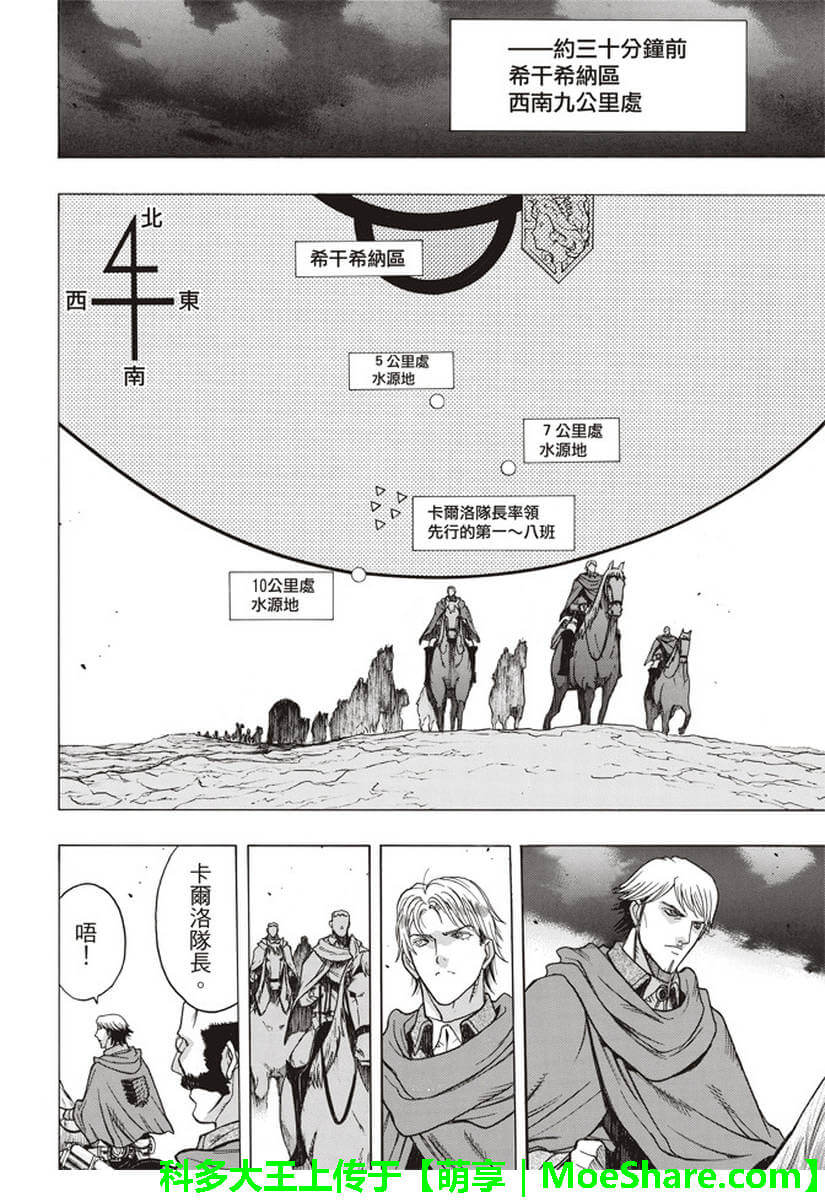 ——約三十分鐘前
希干希納區
西南九公里處
北
西
東
南
希干希納區
5公里處
水源地
7公里處
水源地
卡爾洛隊長率領
先行的第一～八班
10公里處
水源地
卡爾洛隊長。
唔！
科多大王上传于【萌享|MoeShare.com】